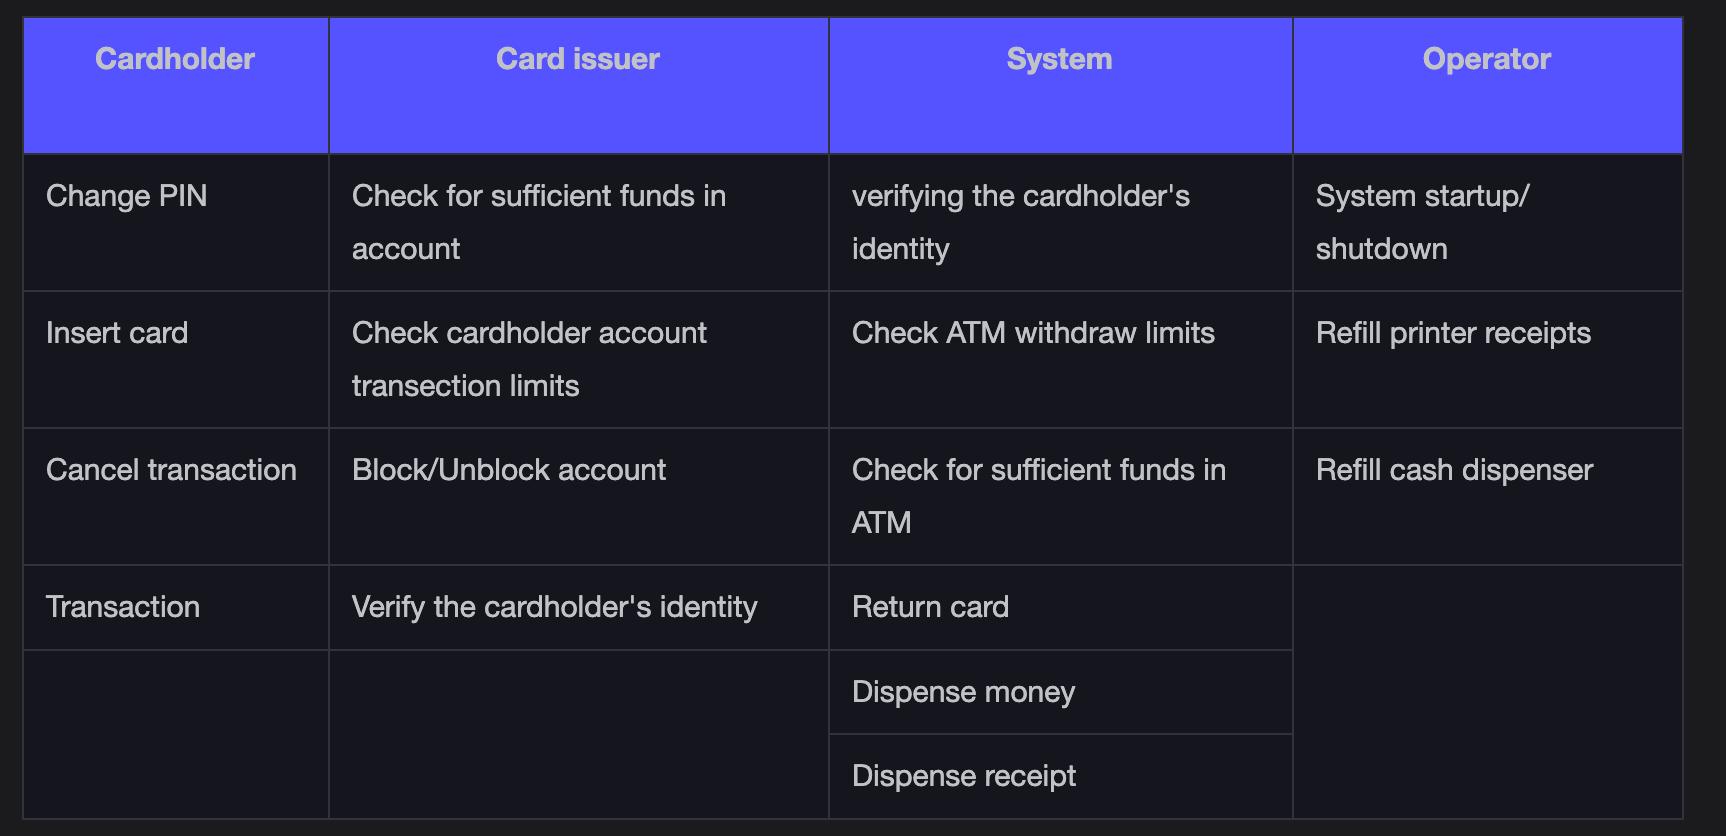 Cardholder
Card issuer
System
Operator
Change PIN
Check for sufficient funds in
account
verifying the cardholder's
identity
System startup/
shutdown
Insert card
Check cardholder account
transection limits
Check ATM withdraw limits
Refill printer receipts
Cancel transaction
Block/Unblock account
Check for sufficient funds in
ATM
Refill cash dispenser
Transaction
Verify the cardholder's identity
Return card
Dispense money
Dispense receipt